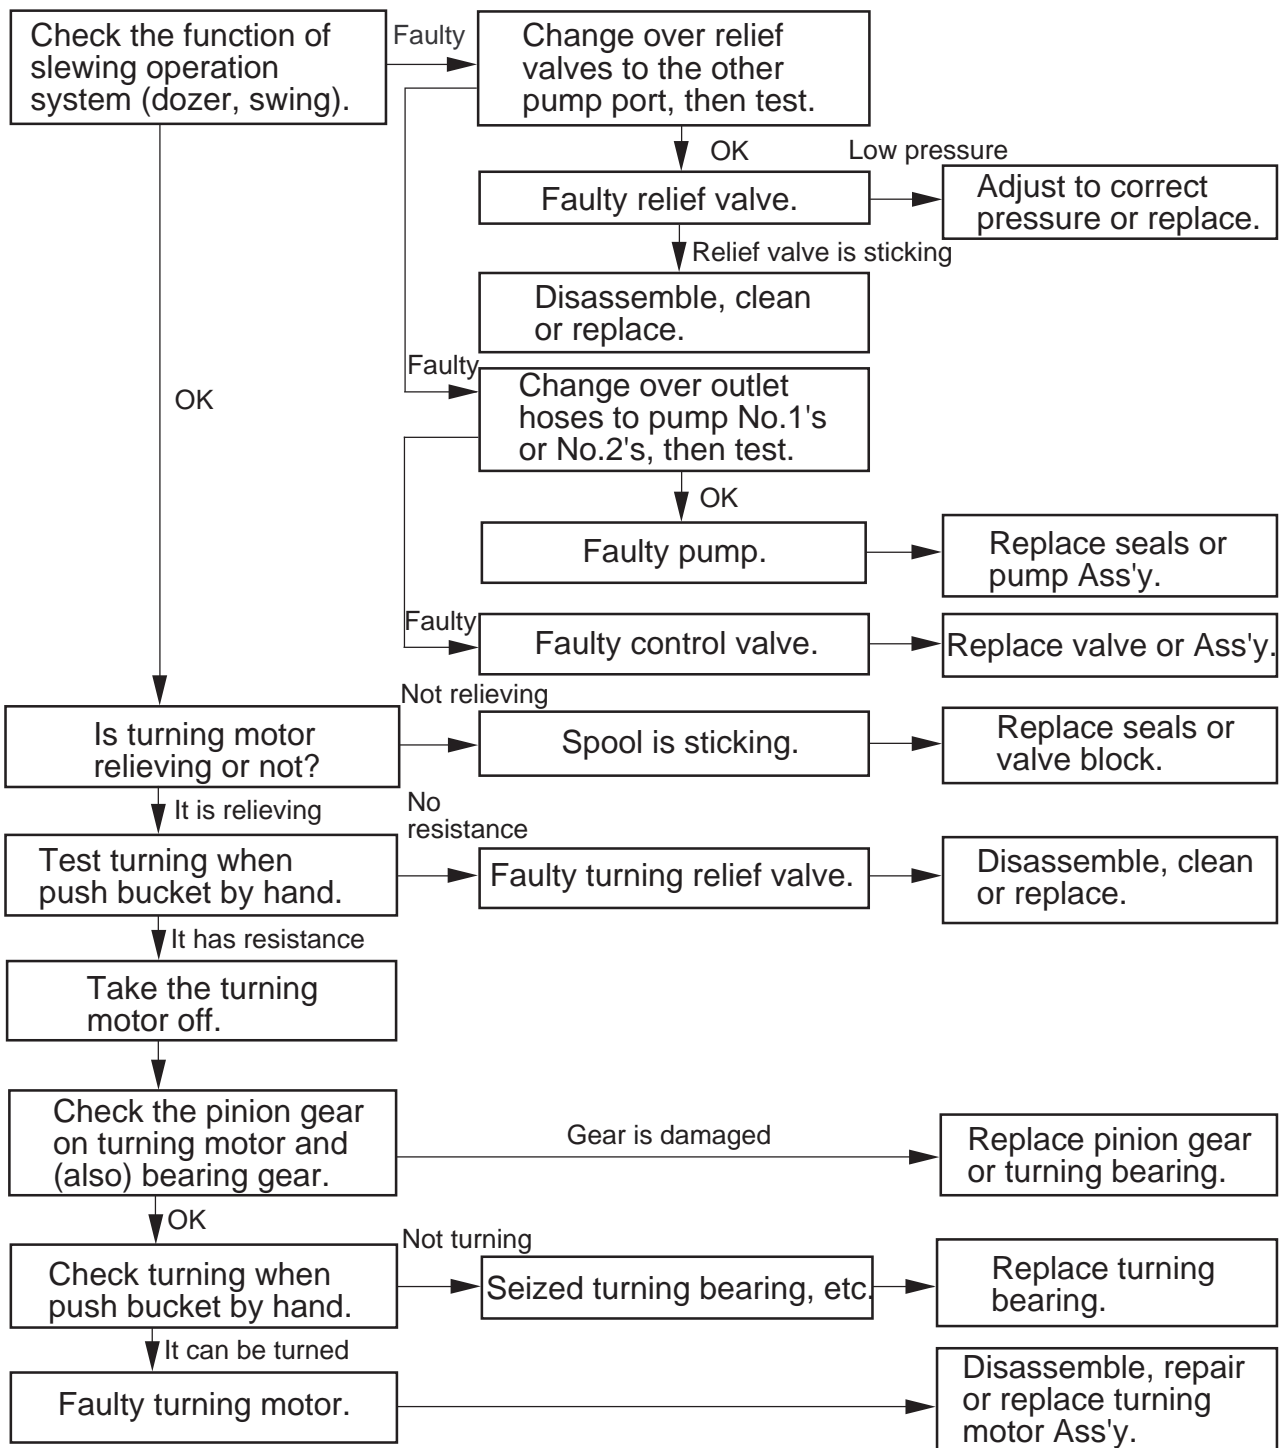 Check the function of
slewing operation
system (dozer, swing).
Faulty
Change over relief
valves to the other
pump port, then test.
OK
Low pressure
Faulty relief valve.
Adjust to correct
pressure or replace.
Relief valve is sticking
Disassemble, clean
or replace.
Faulty
Change over outlet
hoses to pump No.1's
or No.2's, then test.
OK
OK
Faulty pump.
Replace seals or
pump Ass'y.
Faulty
Faulty control valve.
Replace valve or Ass'y.
Is turning motor
relieving or not?
Not relieving
Spool is sticking.
Replace seals or
valve block.
It is relieving
Test turning when
push bucket by hand.
No
resistance
Faulty turning relief valve.
Disassemble, clean
or replace.
It has resistance
Take the turning
motor off.
Check the pinion gear
on turning motor and
(also) bearing gear.
Gear is damaged
Replace pinion gear
or turning bearing.
OK
Check turning when
push bucket by hand.
Not turning
Seized turning bearing, etc.
Replace turning
bearing.
It can be turned
Faulty turning motor.
Disassemble, repair
or replace turning
motor Ass'y.